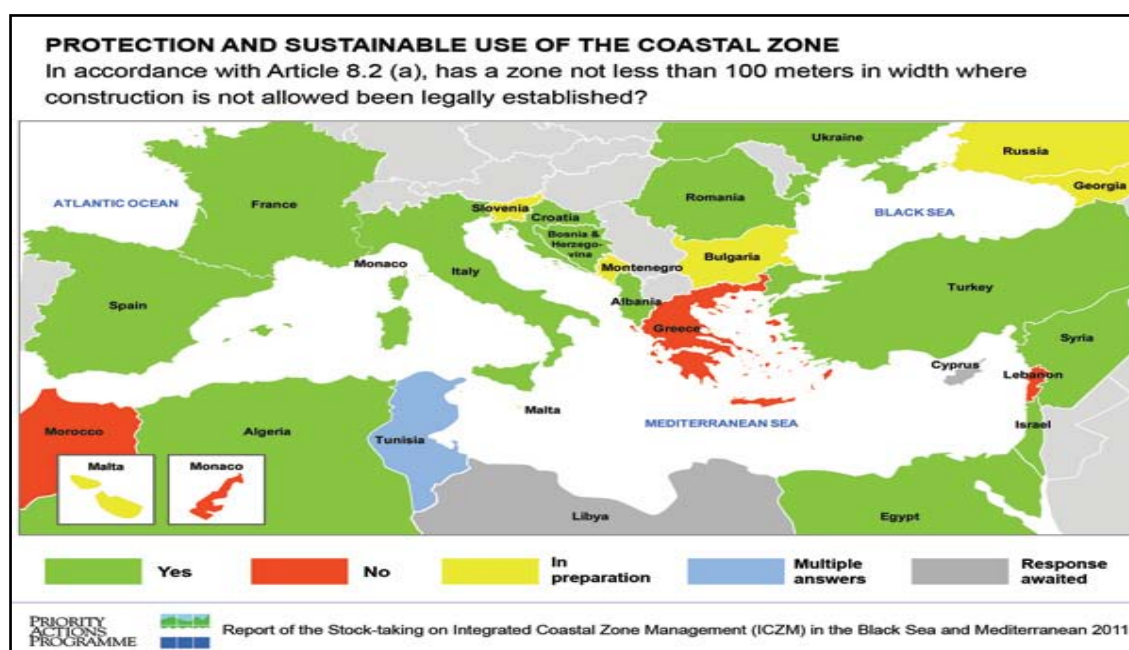 PROTECTION AND SUSTAINABLE USE OF THE COASTAL ZONE
In accordance with Article 8.2 (a), has a zone not less than 100 meters in width where
construction is not allowed been legally established?
Ukraine
Russia
Georgia
ATLANTIC OCEAN
France
Slovenia
Croatia
Romania
BLACK SEA
Bosnia &
Herzego-
vina
Monaco
Italy
Montenegro
Bulgaria
Spain
Albania
Turkey
Greece
Syria
Cyprus
Lebanon
Malta
MEDITERRANEAN SEA
Israel
Morocco
Algeria
Tunisia
Malta
Monaco
Libya
Egypt
Yes
No
In
preparation
Multiple
answers
Response
awaited
PRIORITY
ACTIONS
PROGRAMME
Report of the Stock-taking on Integrated Coastal Zone Management (ICZM) in the Black Sea and Mediterranean 2011